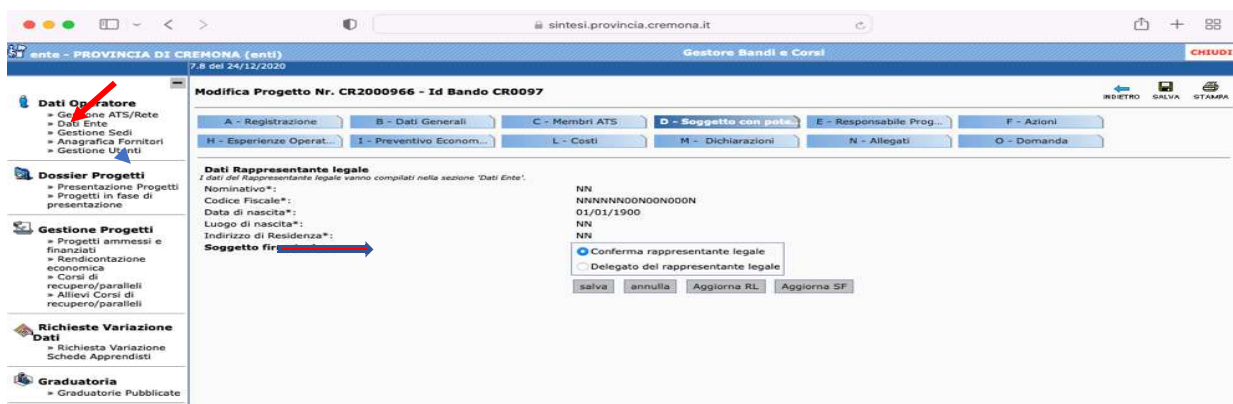 sintesi.provincia.cremona.it
ente - PROVINCIA DI CREMONA (enti)
Gestore Bandi e Corsi
CHIUDI
7.8 del 24/12/2020
Modifica Progetto Nr. CR2000966 - Id Bando CR0097
INDIETRO SALVA STAMPA
A - Registrazione
B - Dati Generali
C - Membri ATS
D - Soggetto con pote...
E - Responsabile Prog...
F - Azioni
H - Esperienze Operat...
I - Preventivo Econom...
L - Costi
M - Dichiarazioni
N - Allegati
O - Domanda
Dati Operatore
» Gestione ATS/Rete
» Dati Ente
» Gestione Sedi
» Anagrafica Fornitori
» Gestione Utenti
Dossier Progetti
» Presentazione Progetti
» Progetti in fase di
presentazione
Gestione Progetti
» Progetti ammessi e
finanziati
» Rendicontazione
economica
» Corsi di
recupero/paralleli
» Allievi Corsi di
recupero/paralleli
Richieste Variazione
Dati
» Richiesta Variazione
Schede Apprendisti
Graduatoria
» Graduatorie Pubblicate
Dati Rappresentante legale
I dati del Rappresentante legale vanno compilati nella sezione 'Dati Ente'.
Nominativo*: NN
Codice Fiscale*: NNNNNN00N00N000N
Data di nascita*: 01/01/1900
Luogo di nascita*: NN
Indirizzo di Residenza*: NN
Soggetto
Conferma rappresentante legale
Delegato del rappresentante legale
salva annulla Aggiorna RL Aggiorna SF